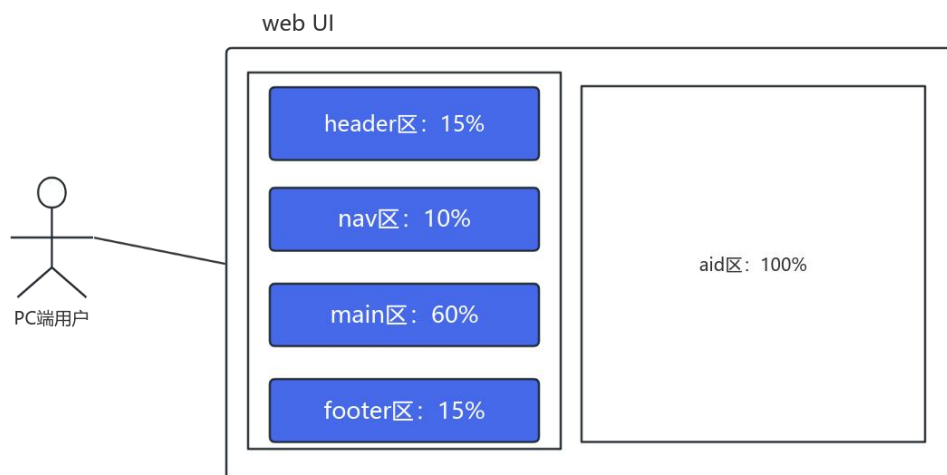 web UI
header区：15%
nav区：10%
main区：60%
footer区：15%
aid区：100%
PC端用户